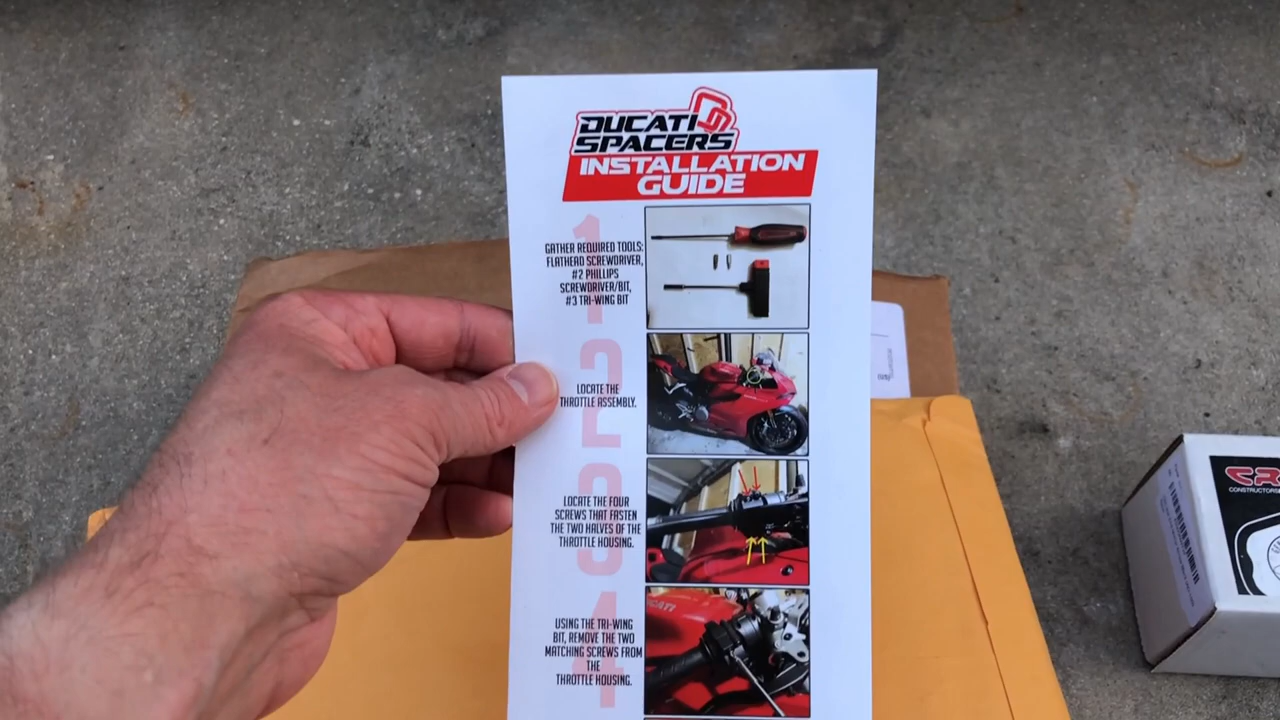 DUCATI
SPACERS
INSTALLATION
GUIDE
1
GATHER REQUIRED TOOLS:
FLATHEAD SCREWDRIVER,
#2 PHILLIPS
SCREWDRIVER/BIT,
#3 TRI-WING BIT
2
LOCATE THE
THROTTLE ASSEMBLY.
3
LOCATE THE FOUR
SCREWS THAT FASTEN
THE TWO HALVES OF THE
THROTTLE HOUSING.
4
USING THE TRI-WING
BIT, REMOVE THE TWO
MATCHING SCREWS FROM
THE
THROTTLE HOUSING.